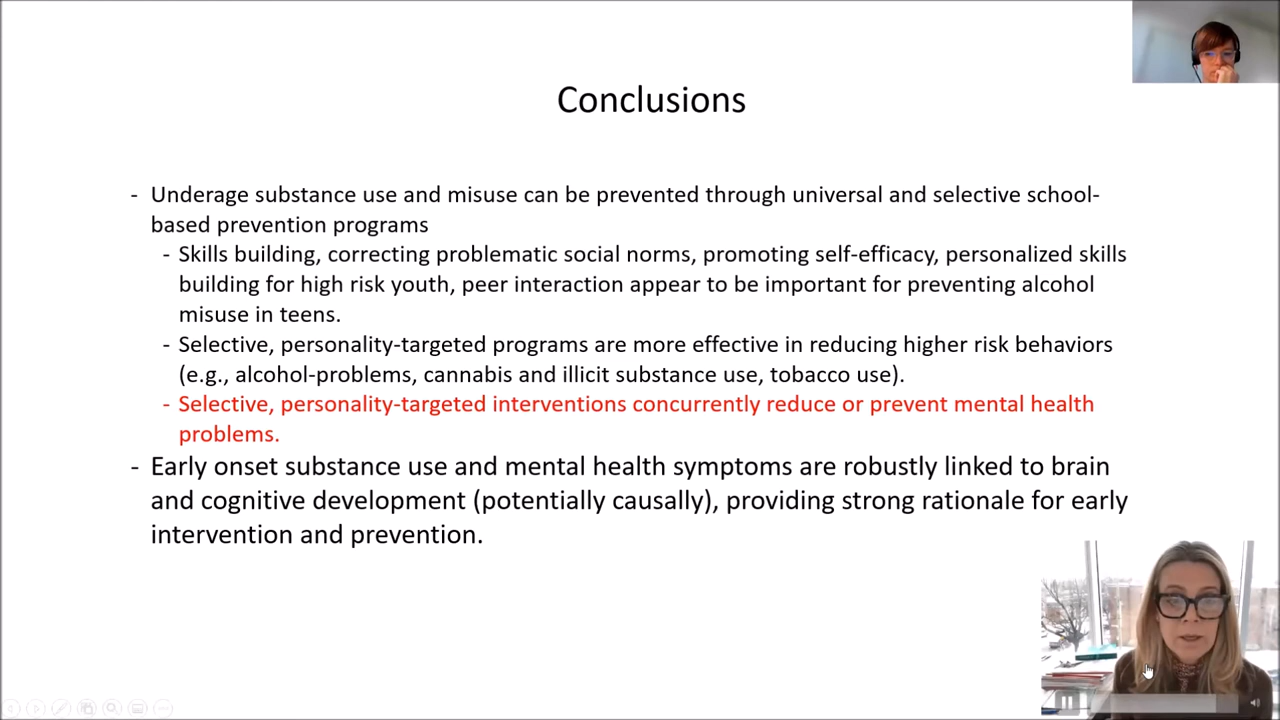 Conclusions
- Underage substance use and misuse can be prevented through universal and selective school-
based prevention programs
- Skills building, correcting problematic social norms, promoting self-efficacy, personalized skills
building for high risk youth, peer interaction appear to be important for preventing alcohol
misuse in teens.
- Selective, personality-targeted programs are more effective in reducing higher risk behaviors
(e.g., alcohol-problems, cannabis and illicit substance use, tobacco use).
- Selective, personality-targeted interventions concurrently reduce or prevent mental health
problems.
- Early onset substance use and mental health symptoms are robustly linked to brain
and cognitive development (potentially causally), providing strong rationale for early
intervention and prevention.